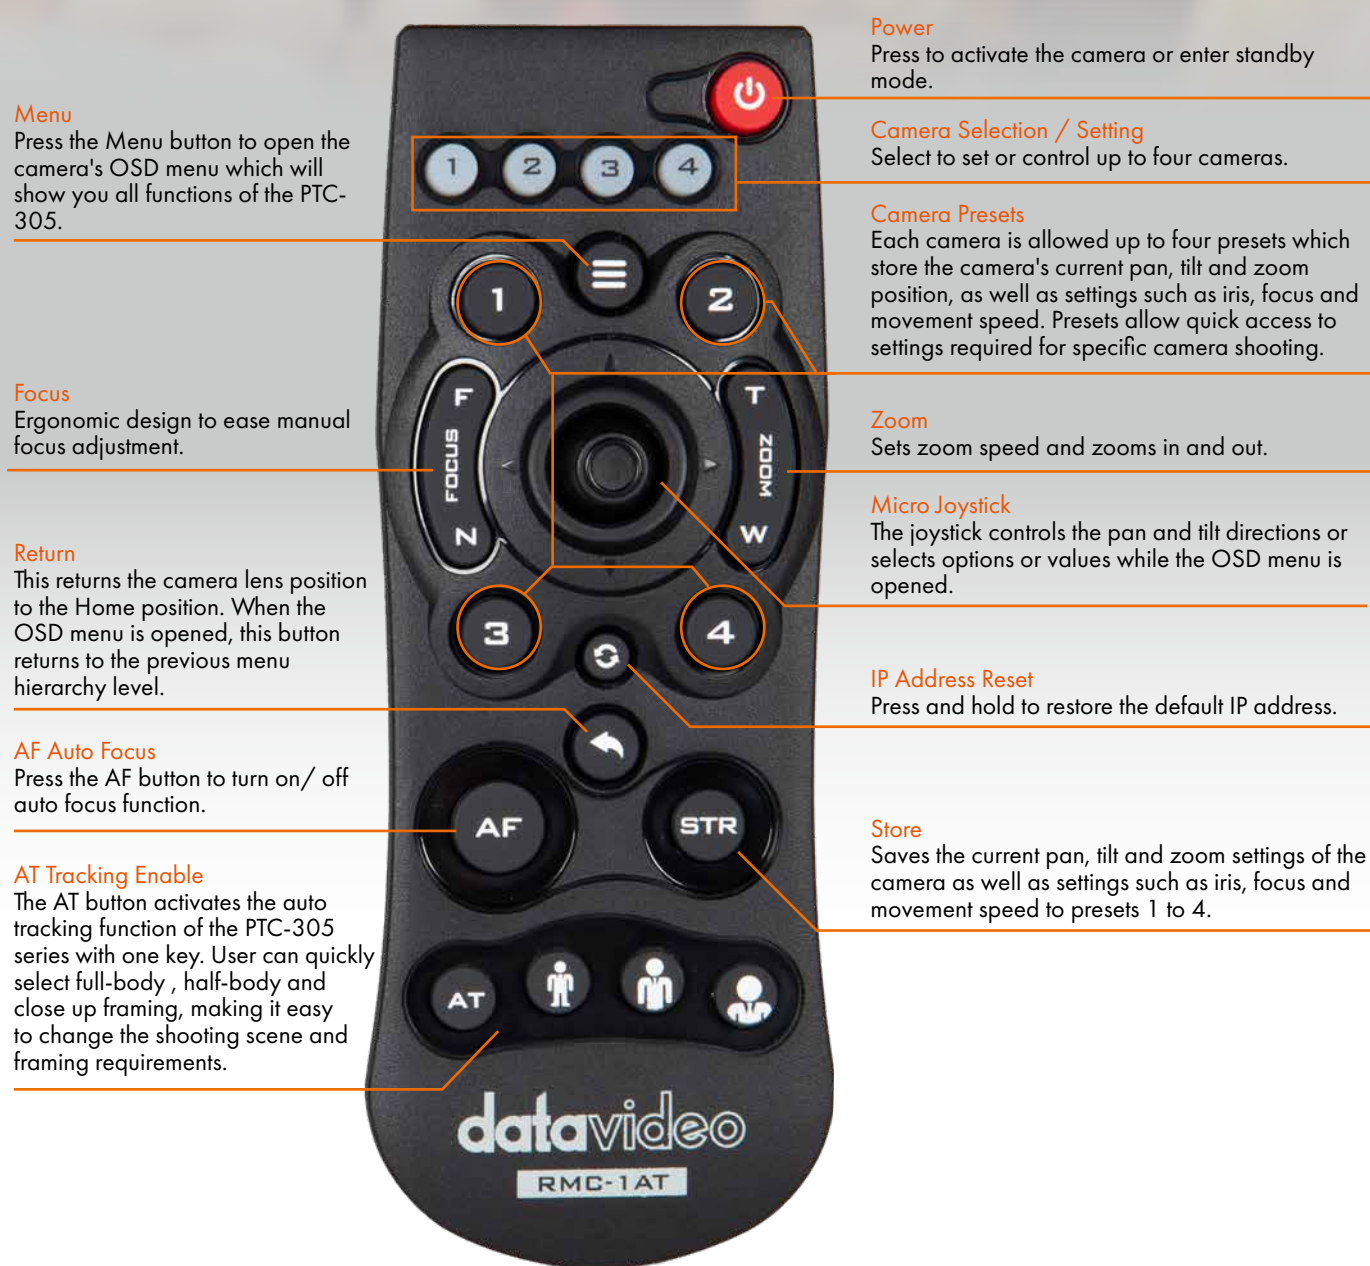 Menu
Press the Menu button to open the
camera's OSD menu which will
show you all functions of the PTC-
305.
Focus
Ergonomic design to ease manual
focus adjustment.
Return
This returns the camera lens position
to the Home position. When the
OSD menu is opened, this button
returns to the previous menu
hierarchy level.
AF Auto Focus
Press the AF button to turn on/ off
auto focus function.
AT Tracking Enable
The AT button activates the auto
tracking function of the PTC-305
series with one key. User can quickly
select full-body , half-body and
close up framing, making it easy
to change the shooting scene and
framing requirements.
1 2 3 4
1 2
F FOCUS N
T ZOOM W
3 4
AF STR
AT
datavideo
RMC-1AT
Power
Press to activate the camera or enter standby
mode.
Camera Selection / Setting
Select to set or control up to four cameras.
Camera Presets
Each camera is allowed up to four presets which
store the camera's current pan, tilt and zoom
position, as well as settings such as iris, focus and
movement speed. Presets allow quick access to
settings required for specific camera shooting.
Zoom
Sets zoom speed and zooms in and out.
Micro Joystick
The joystick controls the pan and tilt directions or
selects options or values while the OSD menu is
opened.
IP Address Reset
Press and hold to restore the default IP address.
Store
Saves the current pan, tilt and zoom settings of the
camera as well as settings such as iris, focus and
movement speed to presets 1 to 4.